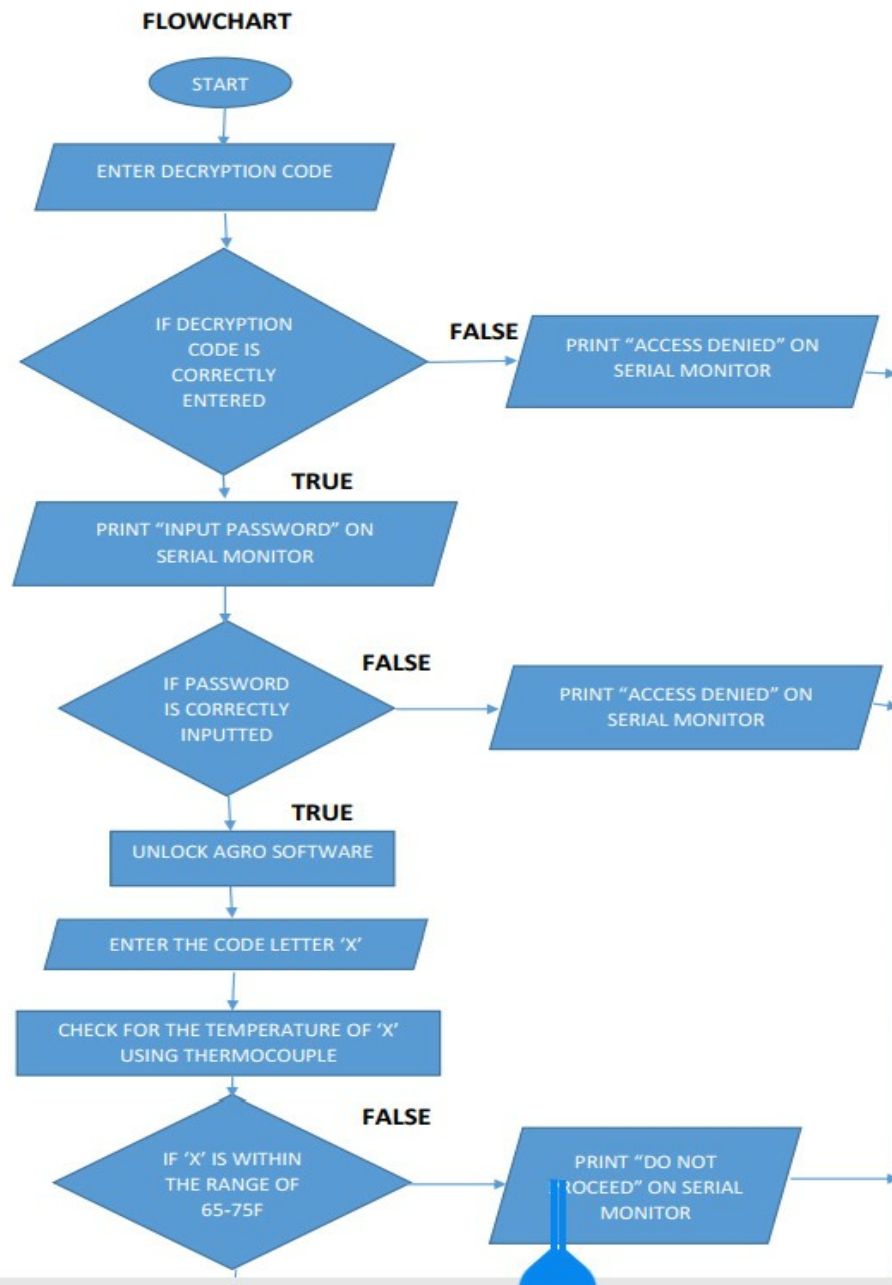 FLOWCHART
START
ENTER DECRYPTION CODE
IF DECRYPTION
CODE IS
CORRECTLY
ENTERED
FALSE
PRINT “ACCESS DENIED” ON
SERIAL MONITOR
TRUE
PRINT “INPUT PASSWORD” ON
SERIAL MONITOR
IF PASSWORD
IS CORRECTLY
INPUTTED
FALSE
PRINT “ACCESS DENIED” ON
SERIAL MONITOR
TRUE
UNLOCK AGRO SOFTWARE
ENTER THE CODE LETTER ‘X’
CHECK FOR THE TEMPERATURE OF ‘X’
USING THERMOCOUPLE
IF ‘X’ IS WITHIN
THE RANGE OF
65-75F
FALSE
PRINT “DO NOT
PROCEED” ON SERIAL
MONITOR